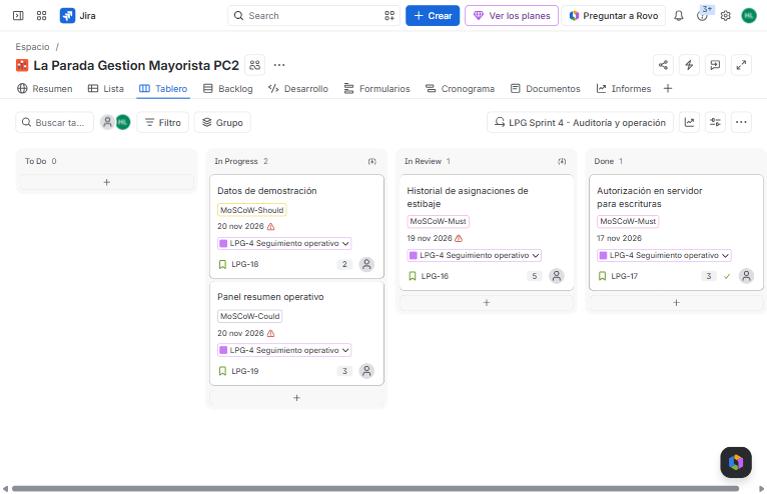 Jira
Search
+ Crear
Ver los planes
Preguntar a Rovo
3+
HL
Espacio /
La Parada Gestion Mayorista PC2
Resumen
Lista
Tablero
Backlog
Desarrollo
Formularios
Cronograma
Documentos
Informes
Buscar ta...
HL
Filtro
Grupo
LPG Sprint 4 - Auditoría y operación
To Do 0
In Progress 2
Datos de demostración
MoSCoW-Should
20 nov 2026
LPG-4 Seguimiento operativo
LPG-18
2
Panel resumen operativo
MoSCoW-Could
20 nov 2026
LPG-4 Seguimiento operativo
LPG-19
3
In Review 1
Historial de asignaciones de
estibaje
MoSCoW-Must
19 nov 2026
LPG-4 Seguimiento operativo
LPG-16
5
Done 1
Autorización en servidor
para escrituras
MoSCoW-Must
17 nov 2026
LPG-4 Seguimiento operativo
LPG-17
3